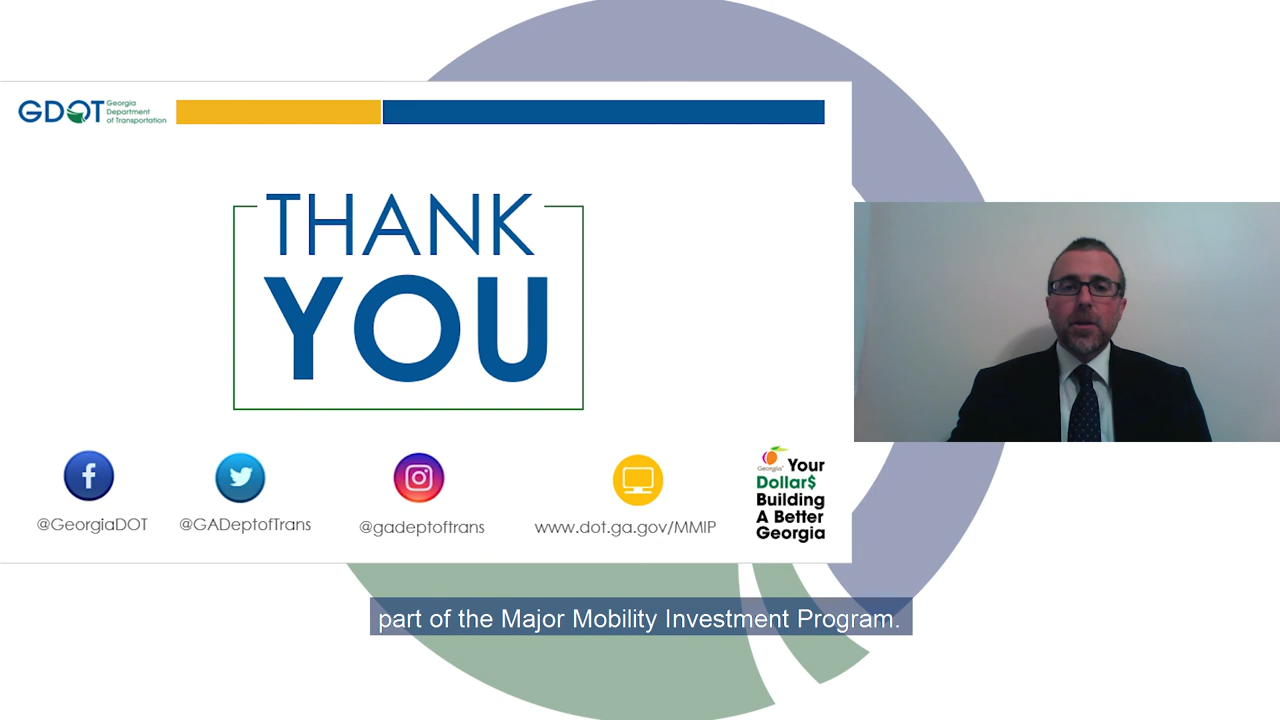 GDOT Georgia
Department
of Transportation
THANK
YOU
@GeorgiaDOT
@GADeptofTrans
@gadeptoftrans
www.dot.ga.gov/MMIP
Georgia Your
Dollar$
Building
A Better
Georgia
part of the Major Mobility Investment Program.